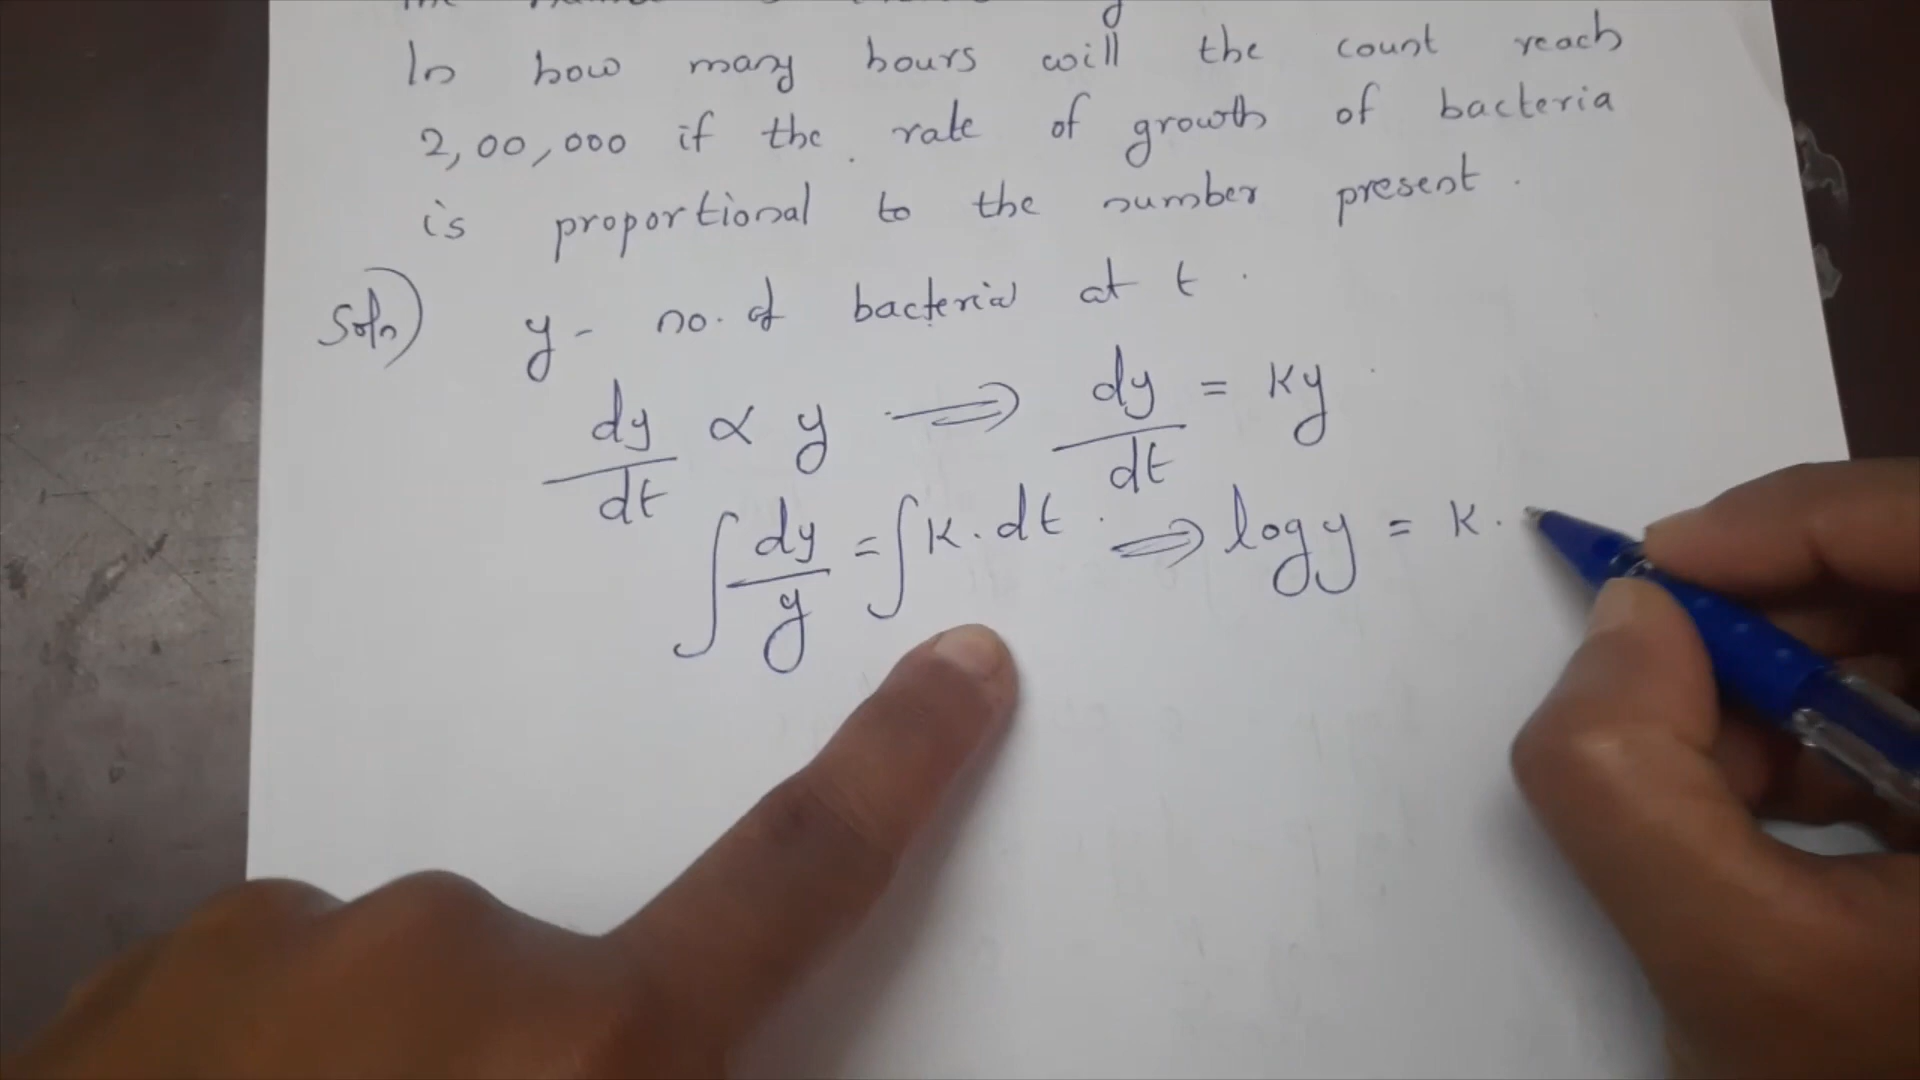 In how many hours will the count reach
2,00,000 if the rate of growth of bacteria
is proportional to the number present.
Soln) y - no. of bacteria at t.
dy/dt ∝ y ⟹ dy/dt = ky
∫ dy/y = ∫ k. dt. ⟹ log y = k.